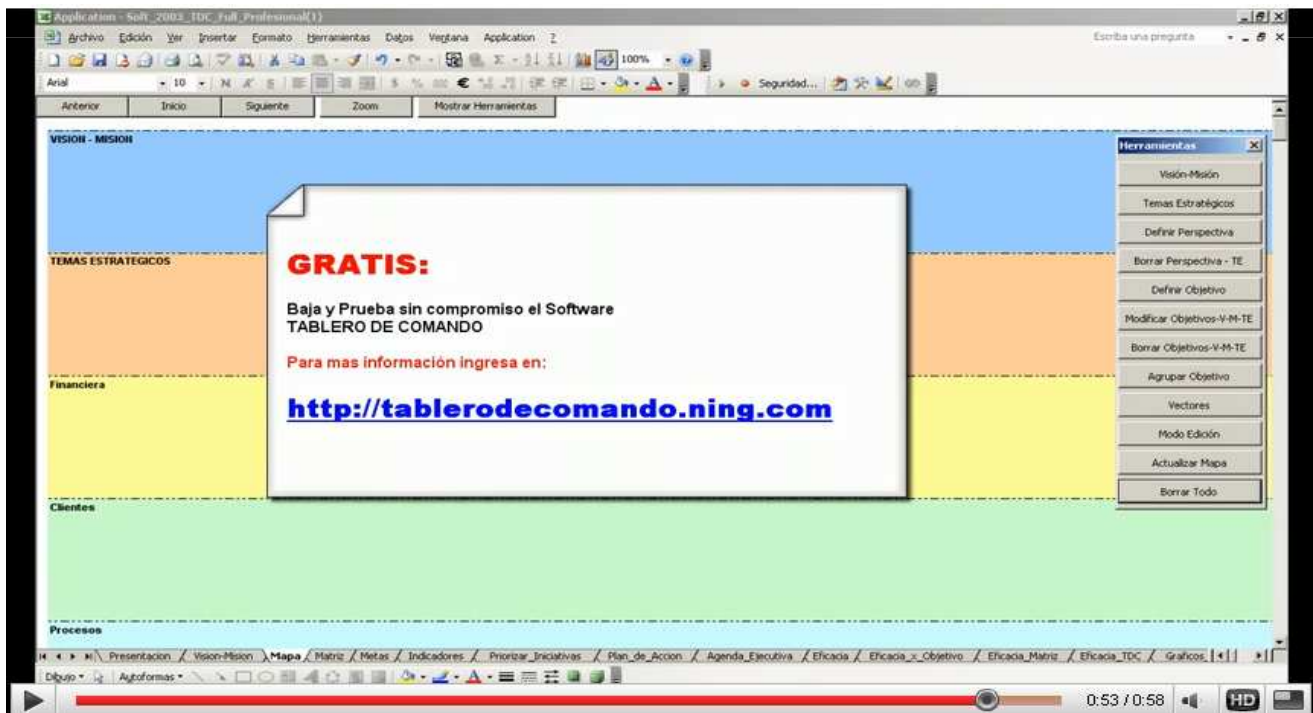 Application - Soft_2003_TDC_Full_Profesional(1)
Archivo Edición Ver Insertar Formato Herramientas Datos Ventana Application ? Escriba una pregunta
100%
Arial 10 N K S Seguridad...
Anterior Inicio Siguiente Zoom Mostrar Herramientas
VISION - MISION
Herramientas
Visión-Misión
Temas Estratégicos
Definir Perspectiva
TEMAS ESTRATEGICOS
GRATIS:
Borrar Perspectiva - TE
Definir Objetivo
Baja y Prueba sin compromiso el Software
TABLERO DE COMANDO
Modificar Objetivos-V-M-TE
Borrar Objetivos-V-M-TE
Para mas información ingresa en:
Agrupar Objetivo
Financiera
http://tablerodecomando.ning.com
Vectores
Modo Edición
Actualizar Mapa
Borrar Todo
Clientes
Procesos
Presentacion / Vision-Mision / Mapa / Matriz / Metas / Indicadores / Priorizar_Iniciativas / Plan_de_Accion / Agenda_Ejecutiva / Eficacia / Eficacia_x_Objetivo / Eficacia_Matriz / Eficacia_TDC / Graficos
Dibujo Autoformas
0:53 / 0:58 HD